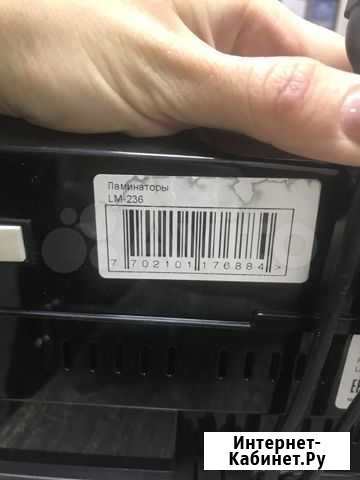 Ламинаторы
LM-236
7 702101 176884 >
Интернет-
Кабинет.Ру